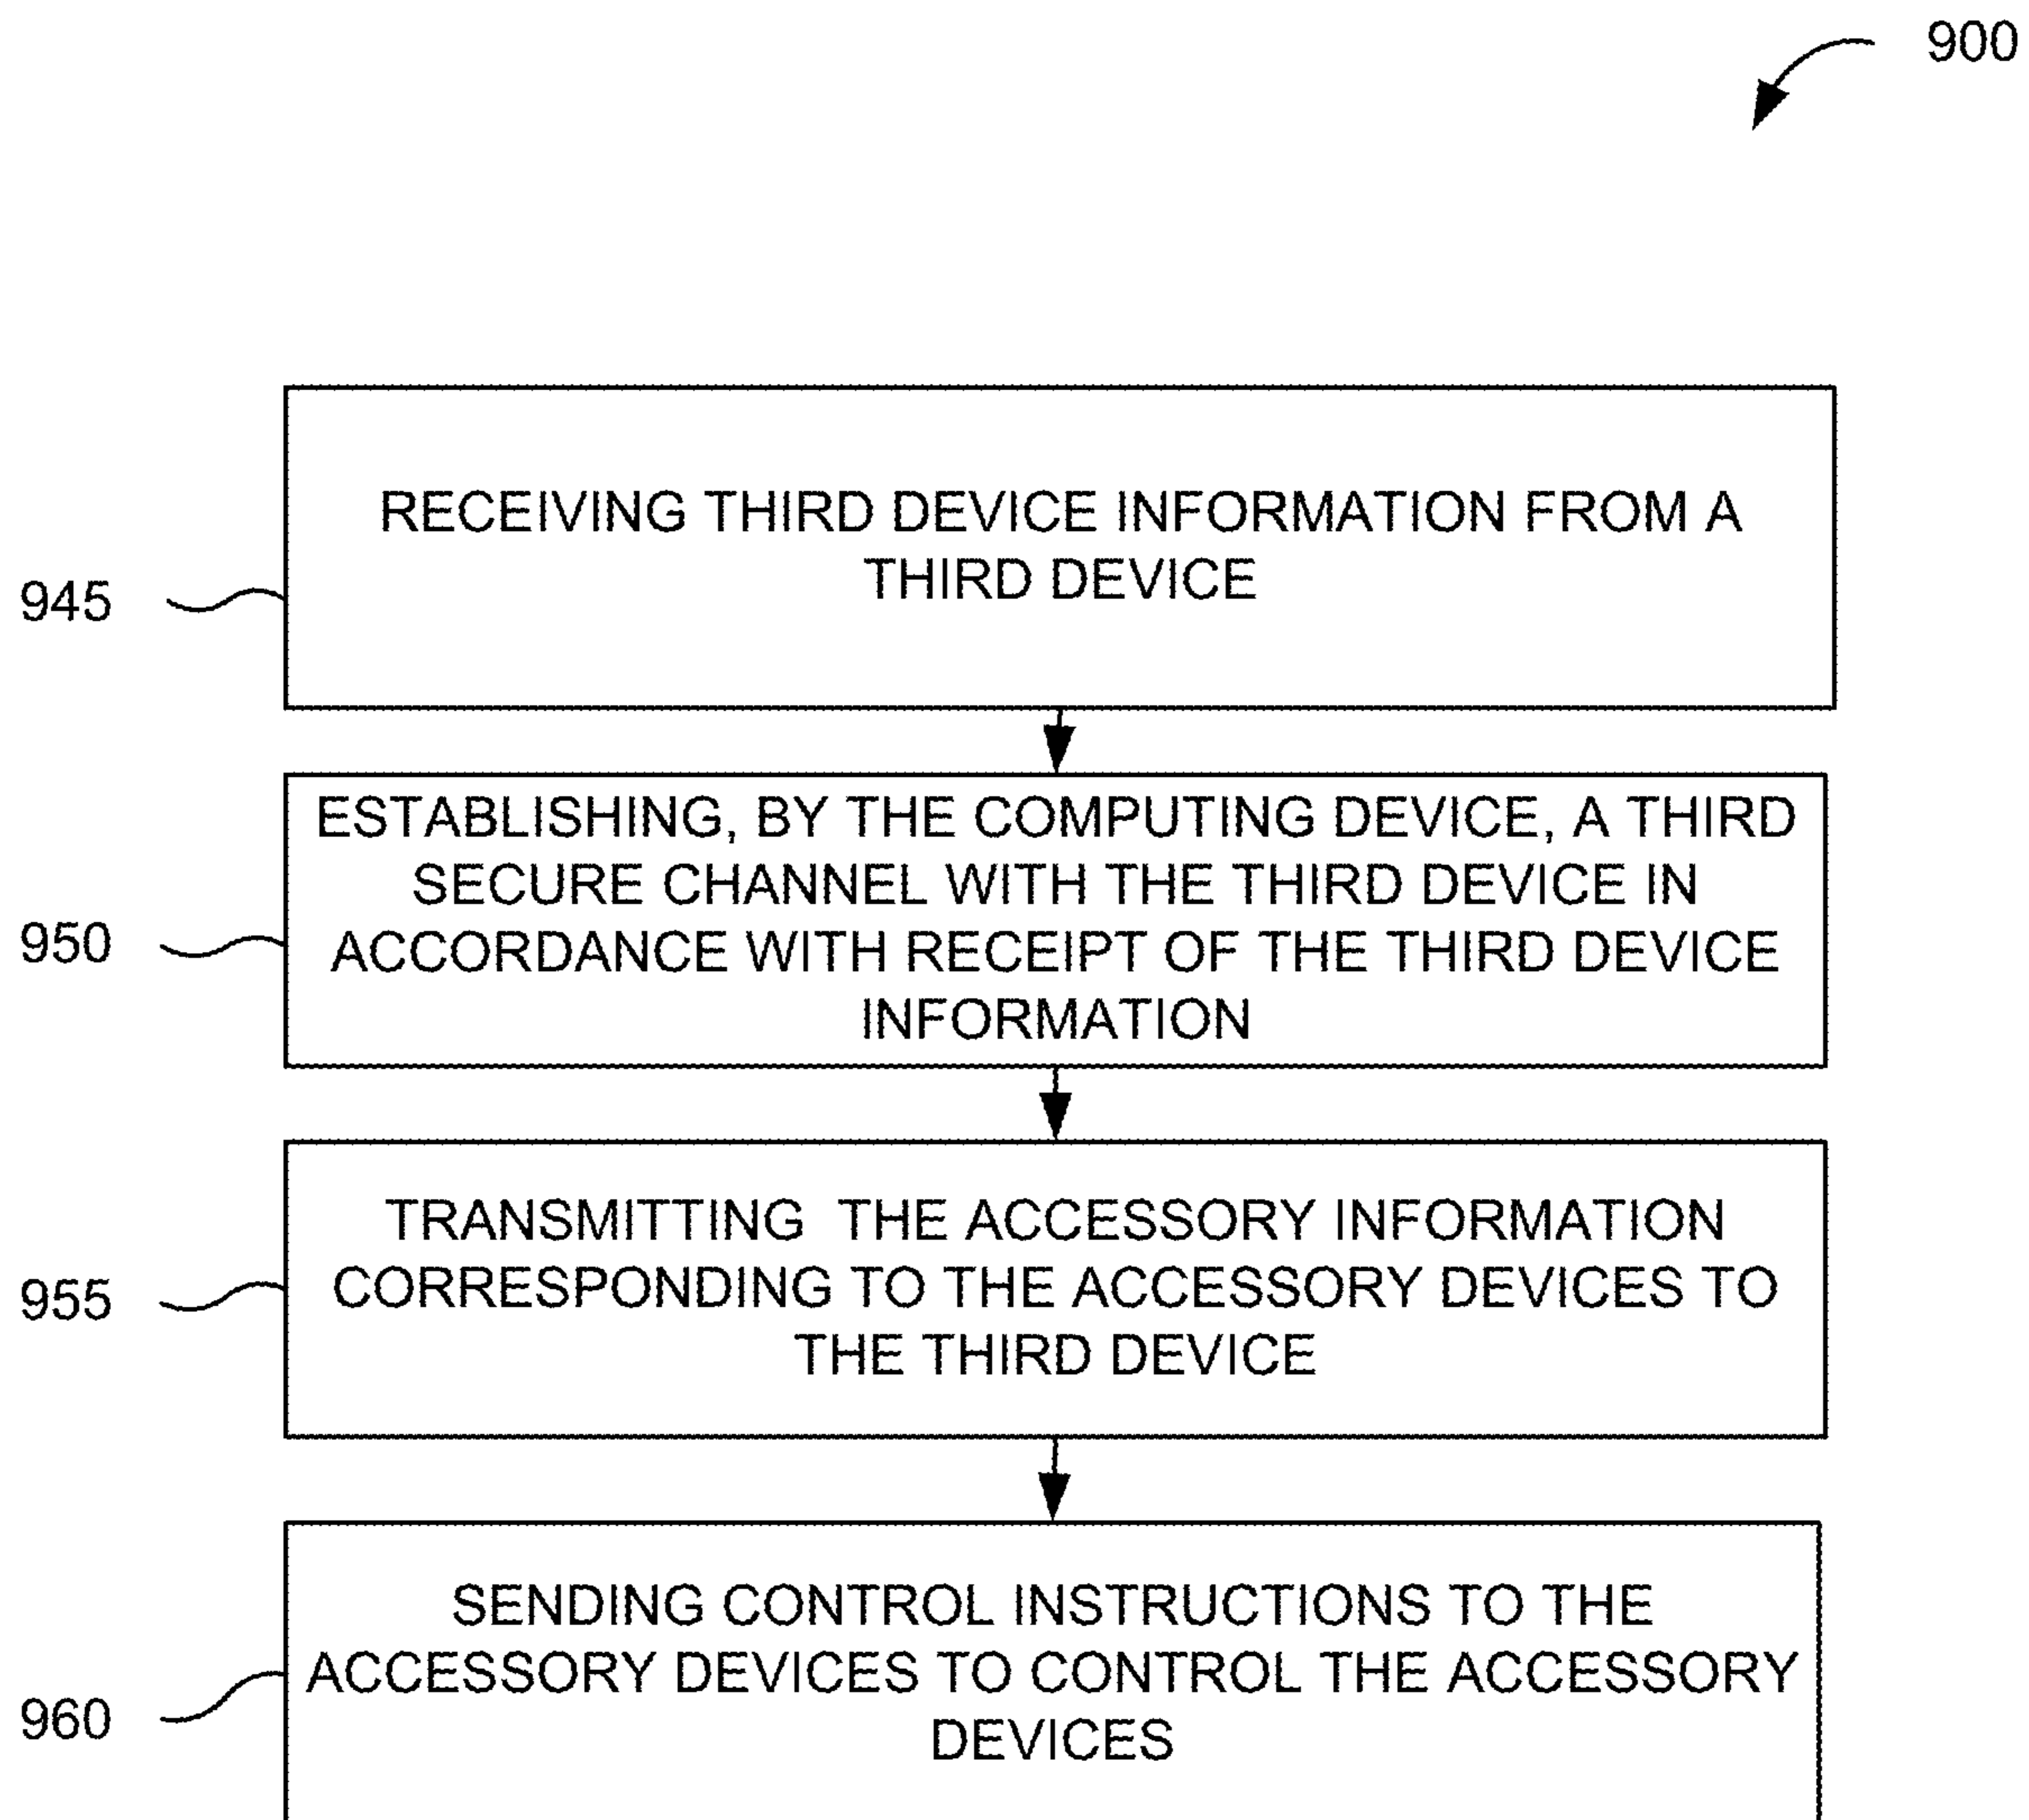 900
RECEIVING THIRD DEVICE INFORMATION FROM A
THIRD DEVICE
945
ESTABLISHING, BY THE COMPUTING DEVICE, A THIRD
SECURE CHANNEL WITH THE THIRD DEVICE IN
ACCORDANCE WITH RECEIPT OF THE THIRD DEVICE
INFORMATION
950
TRANSMITTING THE ACCESSORY INFORMATION
CORRESPONDING TO THE ACCESSORY DEVICES TO
THE THIRD DEVICE
955
SENDING CONTROL INSTRUCTIONS TO THE
ACCESSORY DEVICES TO CONTROL THE ACCESSORY
DEVICES
960